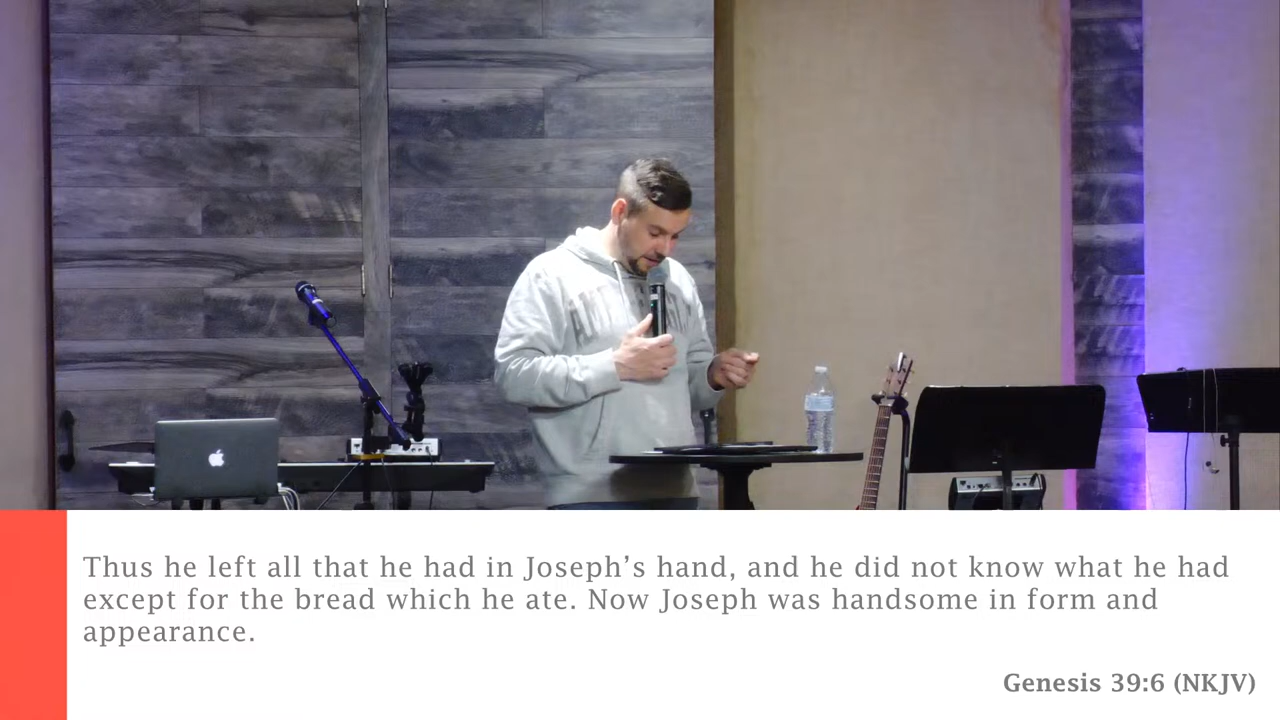 Thus he left all that he had in Joseph’s hand, and he did not know what he had
except for the bread which he ate. Now Joseph was handsome in form and
appearance.
Genesis 39:6 (NKJV)